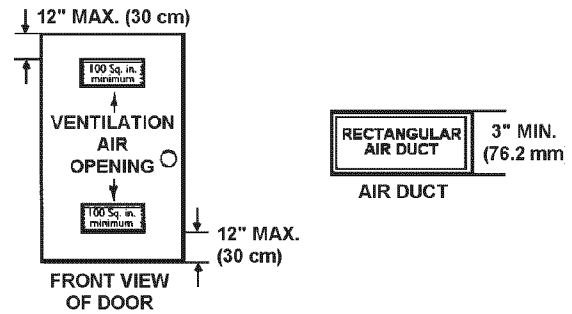 12" MAX. (30 cm)
100 Sq. in.
minimum
VENTILATION
AIR
OPENING
100 Sq. in.
minimum
12" MAX.
(30 cm)
FRONT VIEW
OF DOOR
RECTANGULAR
AIR DUCT
3" MIN.
(76.2 mm)
AIR DUCT